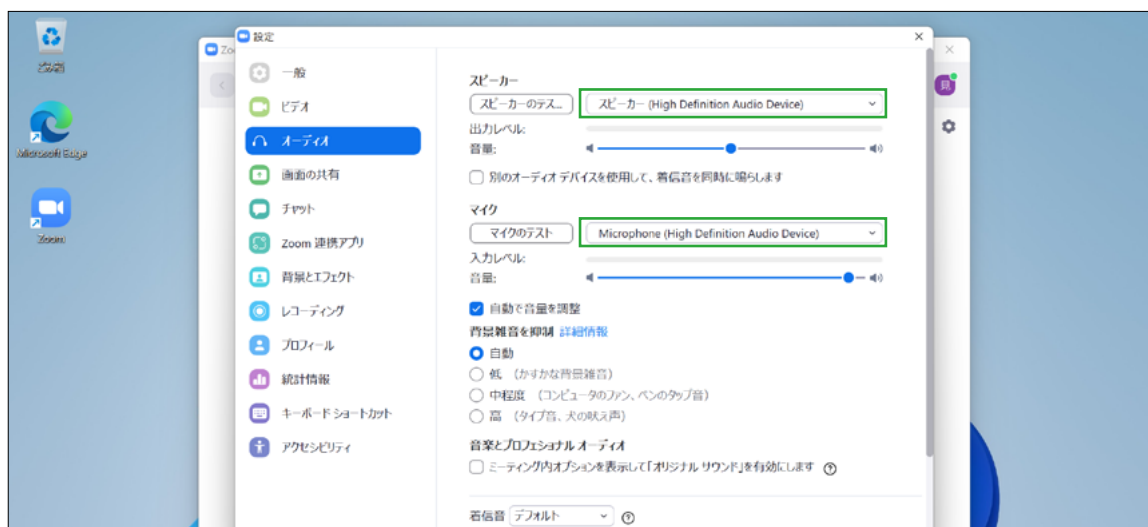 ごみ箱
Microsoft Edge
Zoom
Zo
設定
見
一般
ビデオ
オーディオ
画面の共有
チャット
Zoom 連携アプリ
背景とエフェクト
レコーディング
プロフィール
統計情報
キーボード ショートカット
アクセシビリティ
スピーカー
スピーカーのテス... スピーカー (High Definition Audio Device)
出力レベル:
音量:
別のオーディオ デバイスを使用して、着信音を同時に鳴らします
マイク
マイクのテスト Microphone (High Definition Audio Device)
入力レベル:
音量:
自動で音量を調整
背景雑音を抑制 詳細情報
自動
低 (かすかな背景雑音)
中程度 (コンピュータのファン、ペンのタップ音)
高 (タイプ音、犬の吠え声)
音楽とプロフェショナル オーディオ
ミーティング内オプションを表示して「オリジナル サウンド」を有効にします
着信音 デフォルト